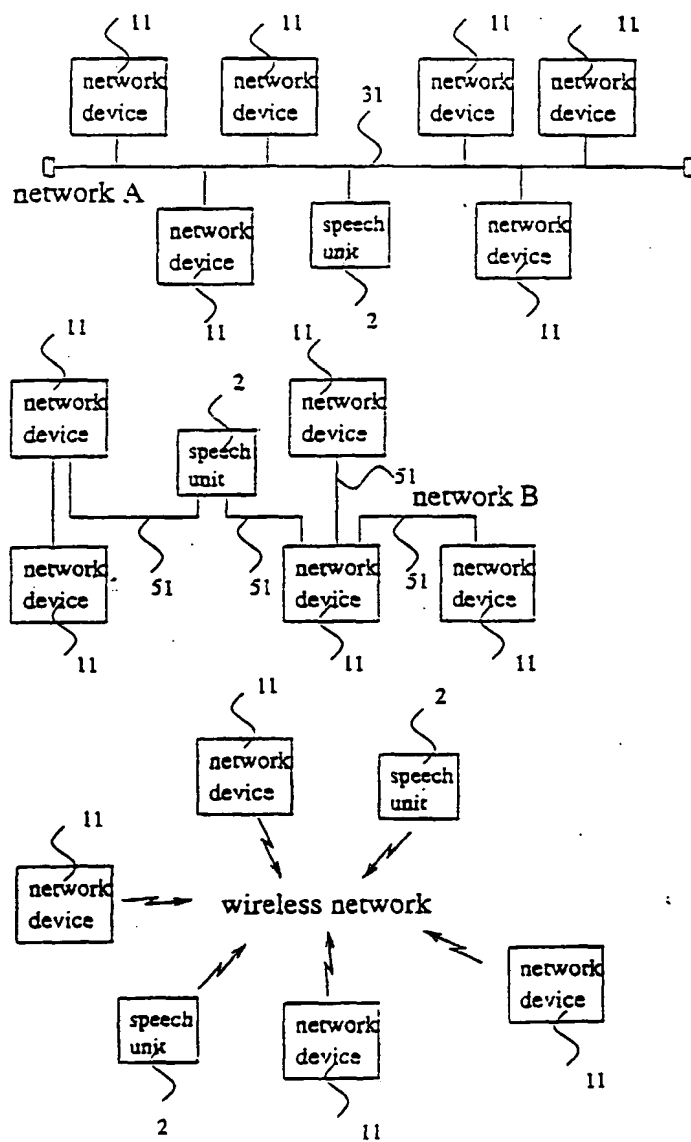 11 11 11 11
network device
network device
network device
network device
31
network A
network device
speech unit
network device
11 2 11
11 2 11
network device
speech unit
network device
51
network B
51 51 51
network device
network device
network device
11 11 11
11 2
network device
speech unit
11
network device
wireless network
speech unit
network device
network device
2 11 11